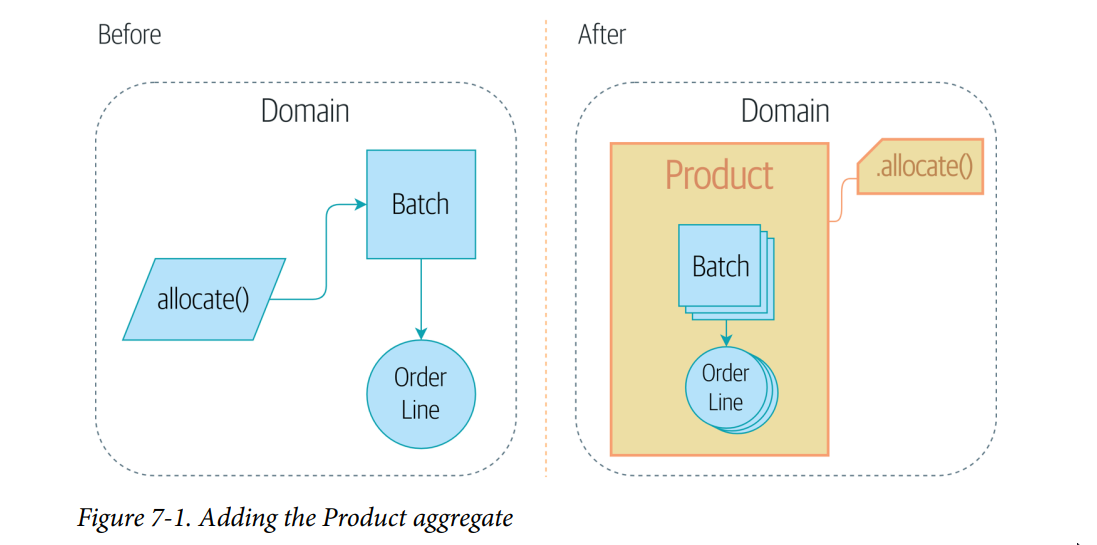 Before
Domain
Batch
allocate()
Order
Line
After
Domain
Product
.allocate()
Batch
Order
Line
Figure 7-1. Adding the Product aggregate